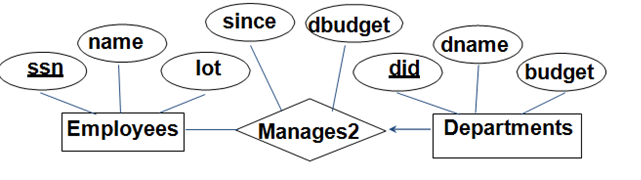 since
dbudget
name
dname
ssn
lot
did
budget
Employees
Manages2
Departments